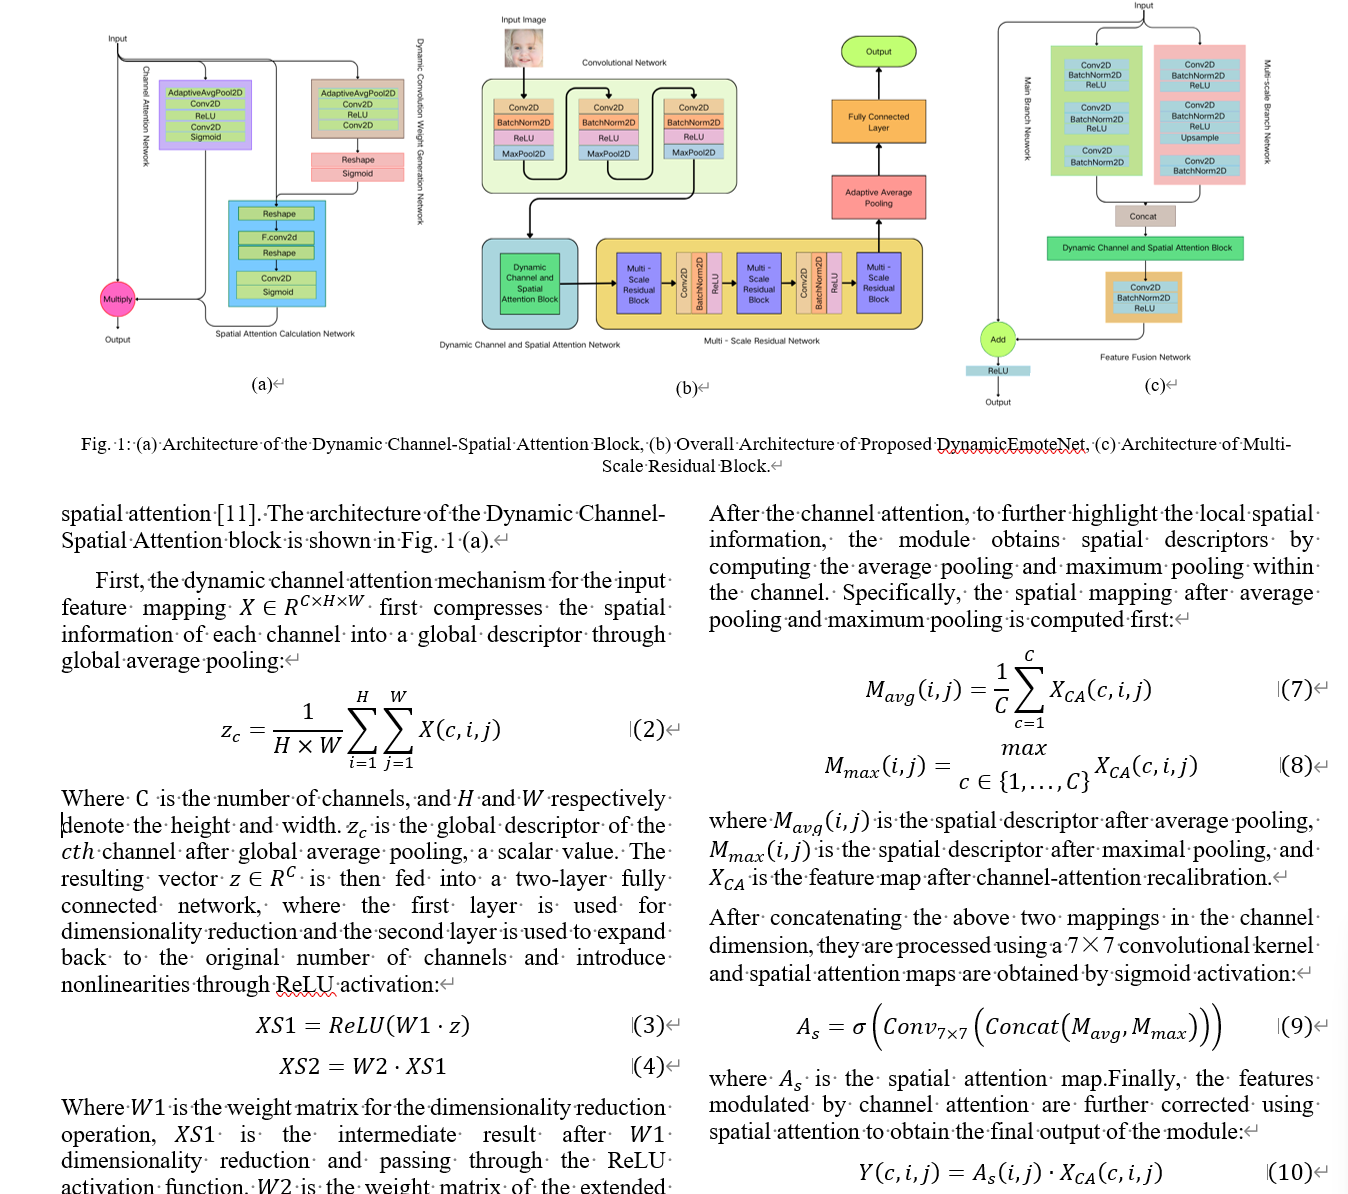 Input
Channel Attention Network
AdaptiveAvgPool2D
Conv2D
ReLU
Conv2D
Sigmoid
AdaptiveAvgPool2D
Conv2D
ReLU
Conv2D
Reshape
Sigmoid
Dynamic Convolution Weight Generation Network
Reshape
F.conv2d
Reshape
Conv2D
Sigmoid
Multiply
Output
Spatial Attention Calculation Network
(a)
Input Image
Convolutional Network
Conv2D
BatchNorm2D
ReLU
MaxPool2D
Conv2D
BatchNorm2D
ReLU
MaxPool2D
Conv2D
BatchNorm2D
ReLU
MaxPool2D
Output
Fully Connected
Layer
Adaptive Average
Pooling
Dynamic
Channel and
Spatial
Attention Block
Multi -
Scale
Residual
Block
Conv2D
BatchNorm2D
ReLU
Multi -
Scale
Residual
Block
Conv2D
BatchNorm2D
ReLU
Multi -
Scale
Residual
Block
Dynamic Channel and Spatial Attention Network
Multi - Scale Residual Network
(b)
Input
Main Branch Neuwork
Conv2D
BatchNorm2D
ReLU
Conv2D
BatchNorm2D
ReLU
Conv2D
BatchNorm2D
Conv2D
BatchNorm2D
ReLU
Conv2D
BatchNorm2D
ReLU
Upsample
Conv2D
BatchNorm2D
Multi-scale Branch Network
Concat
Dynamic Channel and Spatial Attention Block
Conv2D
BatchNorm2D
ReLU
Add
Feature Fusion Network
ReLU
Output
(c)
Fig. 1: (a) Architecture of the Dynamic Channel-Spatial Attention Block, (b) Overall Architecture of Proposed DynamicEmoteNet, (c) Architecture of Multi-
Scale Residual Block.
spatial attention [11]. The architecture of the Dynamic Channel-
Spatial Attention block is shown in Fig. 1 (a).
First, the dynamic channel attention mechanism for the input
feature mapping X ∈ R^{C×H×W} first compresses the spatial
information of each channel into a global descriptor through
global average pooling:
z_c = \frac{1}{H × W} \sum_{i=1}^{H} \sum_{j=1}^{W} X(c, i, j) (2)
Where C is the number of channels, and H and W respectively
denote the height and width. z_c is the global descriptor of the
cth channel after global average pooling, a scalar value. The
resulting vector z ∈ R^C is then fed into a two-layer fully
connected network, where the first layer is used for
dimensionality reduction and the second layer is used to expand
back to the original number of channels and introduce
nonlinearities through ReLU activation:
XS1 = ReLU(W1 · z) (3)
XS2 = W2 · XS1 (4)
Where W1 is the weight matrix for the dimensionality reduction
operation, XS1 is the intermediate result after W1
dimensionality reduction and passing through the ReLU
activation function. W2 is the weight matrix of the extended
After the channel attention, to further highlight the local spatial
information, the module obtains spatial descriptors by
computing the average pooling and maximum pooling within
the channel. Specifically, the spatial mapping after average
pooling and maximum pooling is computed first:
M_{avg}(i, j) = \frac{1}{C} \sum_{c=1}^{C} X_{CA}(c, i, j) (7)
M_{max}(i, j) = max_{c ∈ {1, . . . , C}} X_{CA}(c, i, j) (8)
where M_{avg}(i, j) is the spatial descriptor after average pooling,
M_{max}(i, j) is the spatial descriptor after maximal pooling, and
X_{CA} is the feature map after channel-attention recalibration.
After concatenating the above two mappings in the channel
dimension, they are processed using a 7×7 convolutional kernel
and spatial attention maps are obtained by sigmoid activation:
A_s = σ(Conv_{7×7}(Concat(M_{avg}, M_{max}))) (9)
where A_s is the spatial attention map.Finally, the features
modulated by channel attention are further corrected using
spatial attention to obtain the final output of the module:
Y(c, i, j) = A_s(i, j) · X_{CA}(c, i, j) (10)